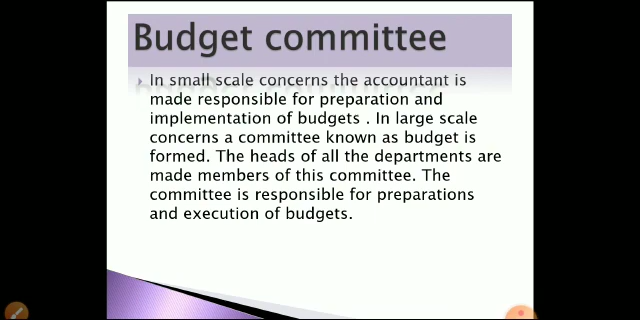 Budget committee
In small scale concerns the accountant is
made responsible for preparation and
implementation of budgets . In large scale
concerns a committee known as budget is
formed. The heads of all the departments are
made members of this committee. The
committee is responsible for preparations
and execution of budgets.